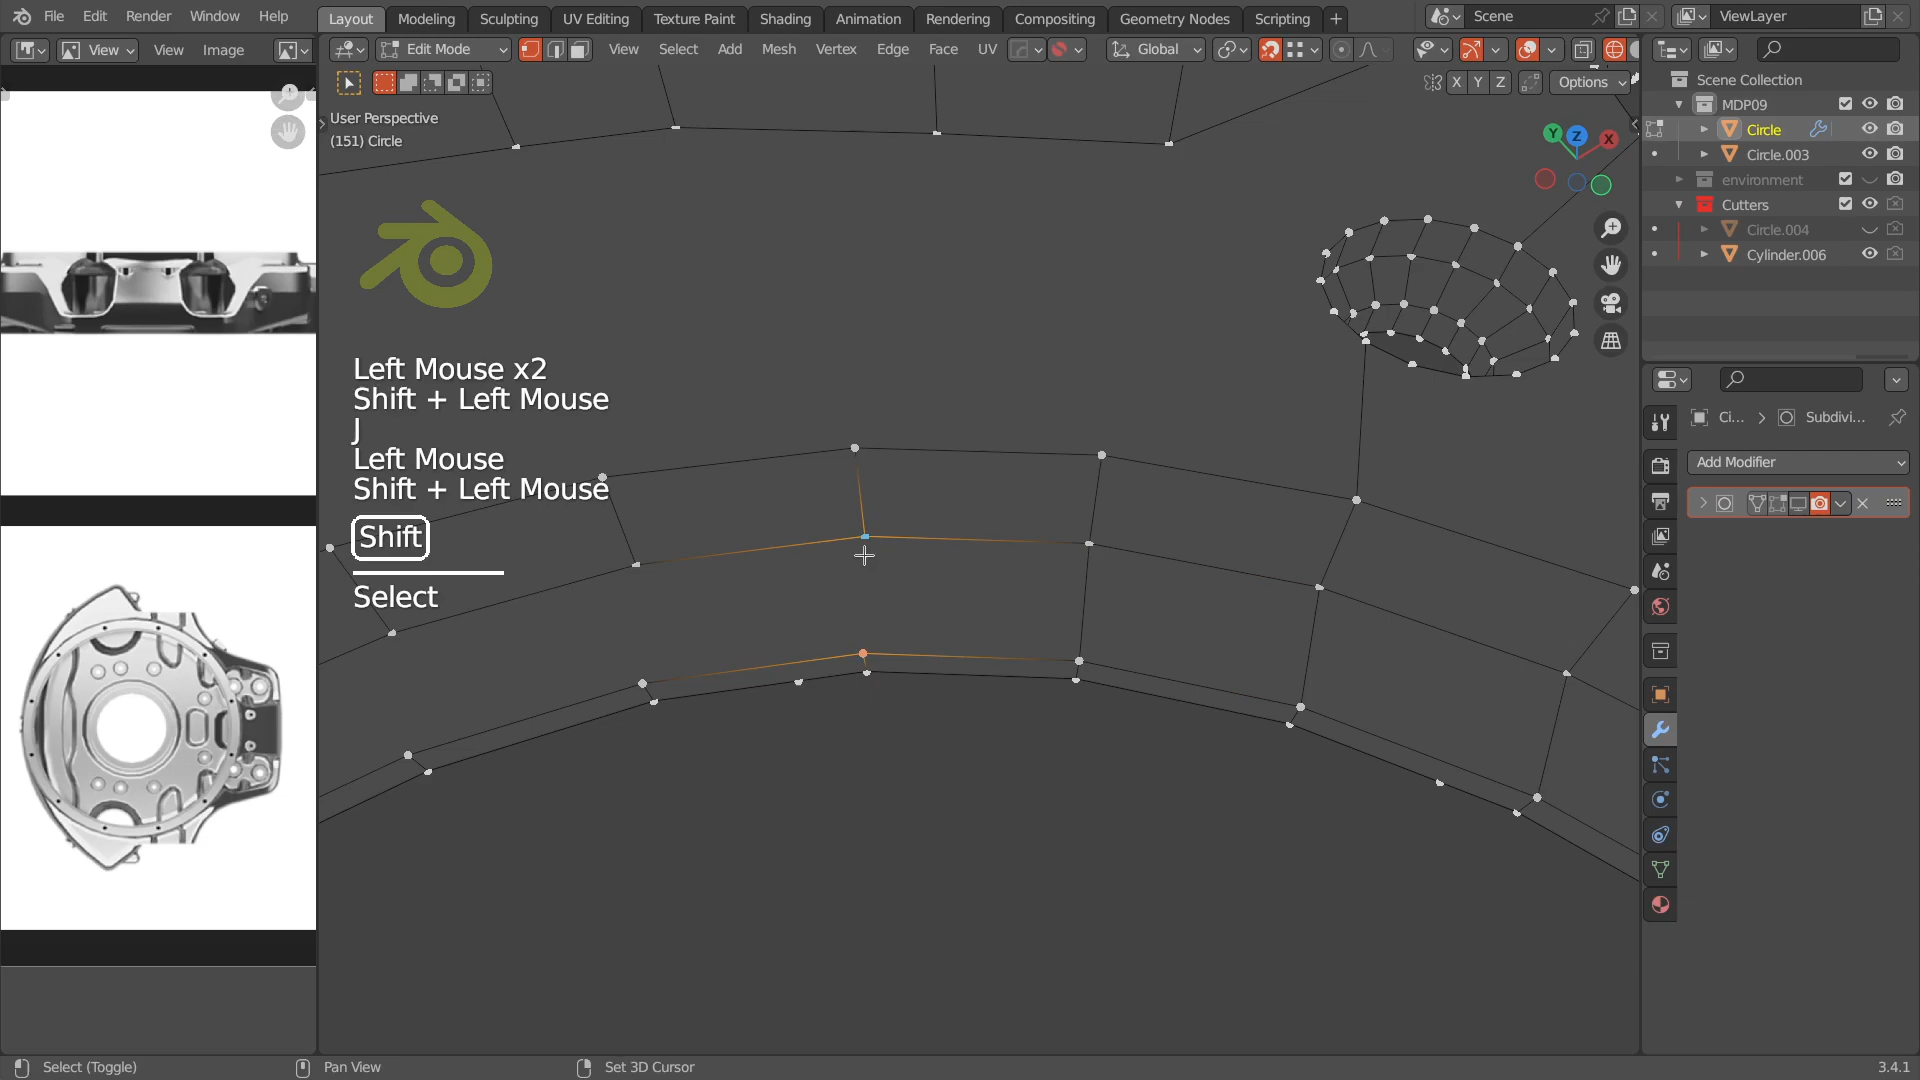 File Edit Render Window Help Layout Modeling Sculpting UV Editing Texture Paint Shading Animation Rendering Compositing Geometry Nodes Scripting + Scene ViewLayer
View View Image Edit Mode View Select Add Mesh Vertex Edge Face UV Global
X Y Z Options
User Perspective
(151) Circle
Y Z X
Left Mouse x2
Shift + Left Mouse
J
Left Mouse
Shift + Left Mouse
Shift
Select
Scene Collection
MDP09
Circle
Circle.003
environment
Cutters
Circle.004
Cylinder.006
Ci... > Subdivi...
Add Modifier
Select (Toggle) Pan View Set 3D Cursor 3.4.1